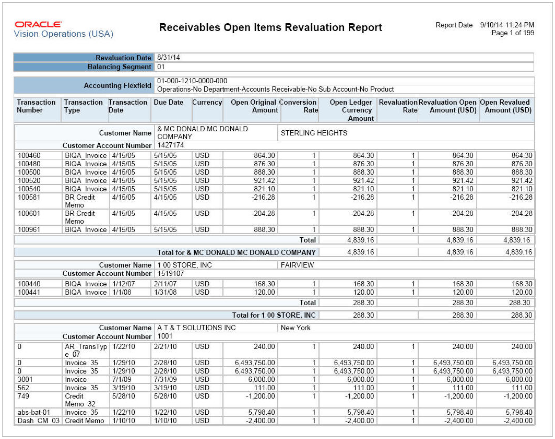 ORACLE
Vision Operations (USA)
Receivables Open Items Revaluation Report
Report Date 9/10/14 11:24 PM
Page 1 of 199
Revaluation Date 8/31/14
Balancing Segment 01
Accounting Flexfield 01-000-1210-0000-000
Operations-No Department-Accounts Receivable-No Sub Account-No Product
Transaction Number Transaction Type Transaction Date Due Date Currency Open Original Amount Conversion Rate Open Ledger Currency Amount Revaluation Rate Revaluation Open Amount (USD) Open Revalued Amount (USD)
Customer Name & MC DONALD MC DONALD STERLING HEIGHTS
COMPANY
Customer Account Number 1427174
100460 BIQA_Invoice 4/15/05 5/15/05 USD 864.30 1 864.30 1 864.30 864.30
100480 BIQA_Invoice 4/15/05 5/15/05 USD 876.30 1 876.30 1 876.30 876.30
100500 BIQA_Invoice 4/15/05 5/15/05 USD 888.30 1 888.30 1 888.30 888.30
100520 BIQA_Invoice 4/15/05 5/15/05 USD 921.42 1 921.42 1 921.42 921.42
100540 BIQA_Invoice 4/15/05 5/15/05 USD 821.10 1 821.10 1 821.10 821.10
100581 BR Credit 4/15/05 4/15/05 USD -216.28 1 -216.28 1 -216.28 -216.28
Memo
100601 BR Credit 4/15/05 4/15/05 USD 204.28 1 204.28 1 204.28 204.28
Memo
100961 BIQA_Invoice 4/15/05 5/15/05 USD 888.30 1 888.30 1 888.30 888.30
Total 4,839.16 4,839.16 4,839.16
Total for & MC DONALD MC DONALD COMPANY 4,839.16 4,839.16 4,839.16
Customer Name 1 00 STORE, INC FAIRVIEW
Customer Account Number 1519107
100440 BIQA_Invoice 1/12/07 2/11/07 USD 168.30 1 168.30 1 168.30 168.30
100441 BIQA_Invoice 1/1/08 1/31/08 USD 120.00 1 120.00 1 120.00 120.00
Total 288.30 288.30 288.30
Total for 1 00 STORE, INC 288.30 288.30 288.30
Customer Name A T & T SOLUTIONS INC New York
Customer Account Number 1001
0 AR_TransTyp 1/22/10 2/21/10 USD 240.00 1 240.00 1 240.00 240.00
e_07
0 Invoice_35 1/29/10 2/28/10 USD 6,493,750.00 1 6,493,750.00 1 6,493,750.00 6,493,750.00
0 Invoice_35 1/29/10 2/28/10 USD 6,493,750.00 1 6,493,750.00 1 6,493,750.00 6,493,750.00
3001 Invoice 7/1/09 7/31/09 USD 6,000.00 1 6,000.00 1 6,000.00 6,000.00
562 Invoice_35 3/19/10 3/19/10 USD 111.00 1 111.00 1 111.00 111.00
749 Credit 5/28/10 5/28/10 USD -1,200.00 1 -1,200.00 1 -1,200.00 -1,200.00
Memo_32
abs-bat-01 Invoice_35 1/22/10 1/22/10 USD 5,798.40 1 5,798.40 1 5,798.40 5,798.40
Dash_CM_03 Credit Memo 1/10/10 1/10/10 USD -2,400.00 1 -2,400.00 1 -2,400.00 -2,400.00